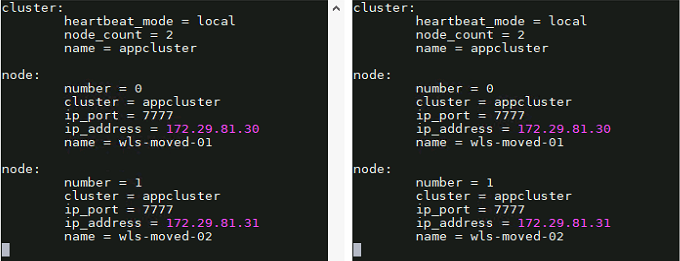 cluster:
heartbeat_mode = local
node_count = 2
name = appcluster
node:
number = 0
cluster = appcluster
ip_port = 7777
ip_address = 172.29.81.30
name = wls-moved-01
node:
number = 1
cluster = appcluster
ip_port = 7777
ip_address = 172.29.81.31
name = wls-moved-02
cluster:
heartbeat_mode = local
node_count = 2
name = appcluster
node:
number = 0
cluster = appcluster
ip_port = 7777
ip_address = 172.29.81.30
name = wls-moved-01
node:
number = 1
cluster = appcluster
ip_port = 7777
ip_address = 172.29.81.31
name = wls-moved-02